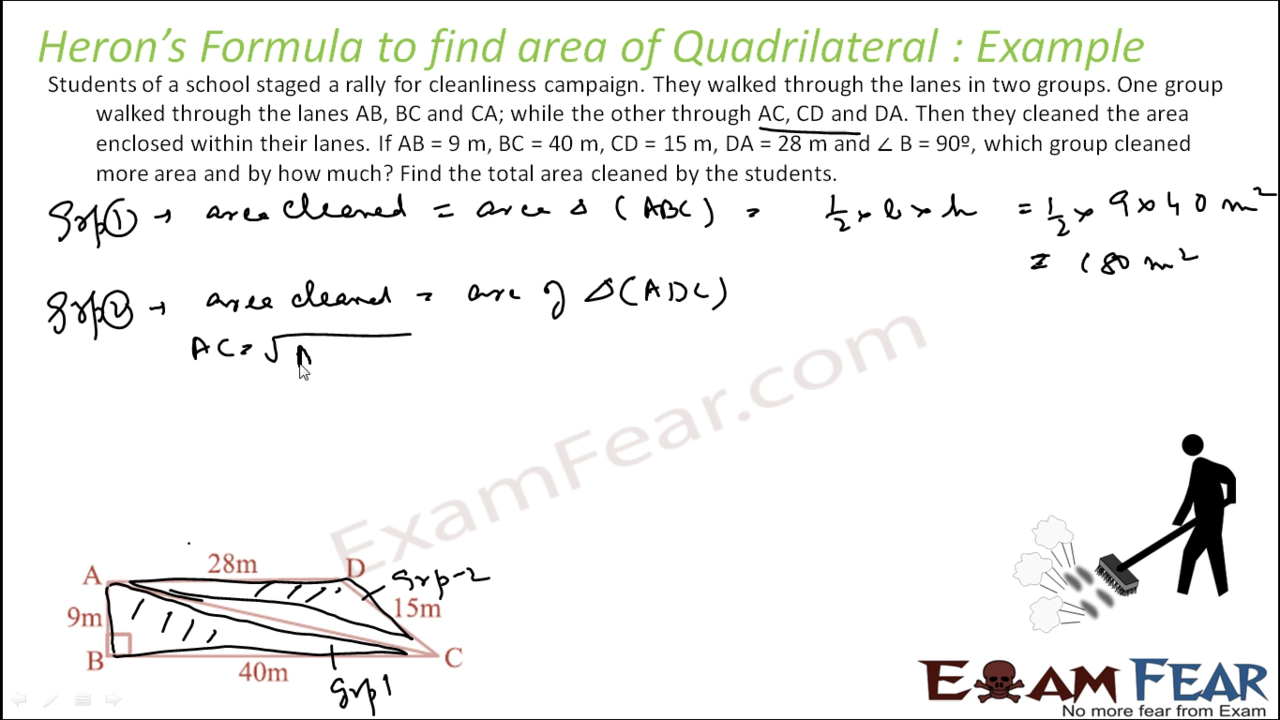 Heron's Formula to find area of Quadrilateral : Example
Students of a school staged a rally for cleanliness campaign. They walked through the lanes in two groups. One group
walked through the lanes AB, BC and CA; while the other through AC, CD and DA. Then they cleaned the area
enclosed within their lanes. If AB = 9 m, BC = 40 m, CD = 15 m, DA = 28 m and ∠ B = 90º, which group cleaned
more area and by how much? Find the total area cleaned by the students.
Grp ① → area cleaned = area Δ (ABC) = 1/2 × b × h = 1/2 × 9 × 40 m²
= 180 m²
Grp ② → area cleaned = are of Δ(ADC)
AC = √A
ExamFear.com
28m
A
D
Grp-2
9m
15m
B
C
40m
Grp 1
EXAM FEAR
No more fear from Exam